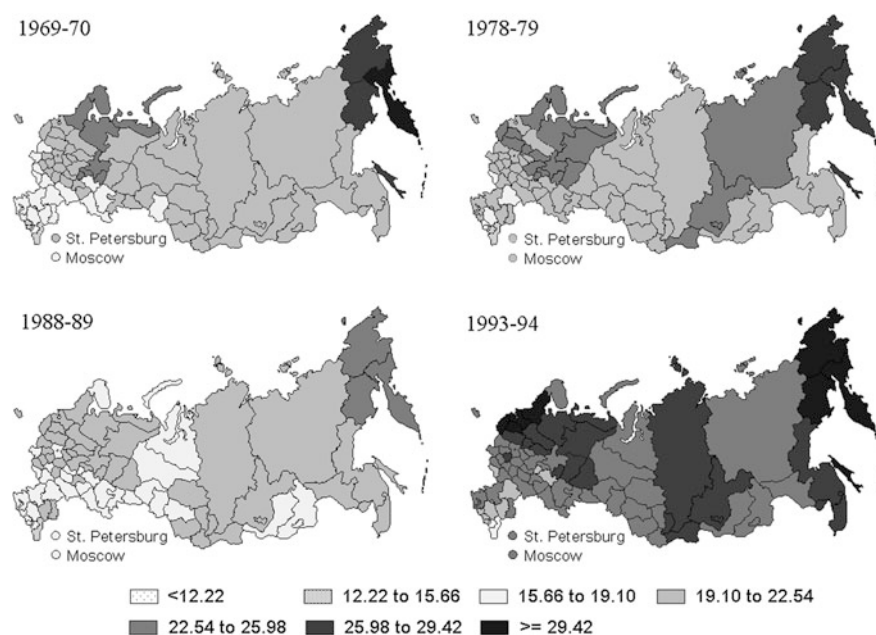 1969-70
1978-79
St. Petersburg
Moscow
St. Petersburg
Moscow
1988-89
1993-94
St. Petersburg
Moscow
St. Petersburg
Moscow
<12.22
12.22 to 15.66
15.66 to 19.10
19.10 to 22.54
22.54 to 25.98
25.98 to 29.42
>= 29.42